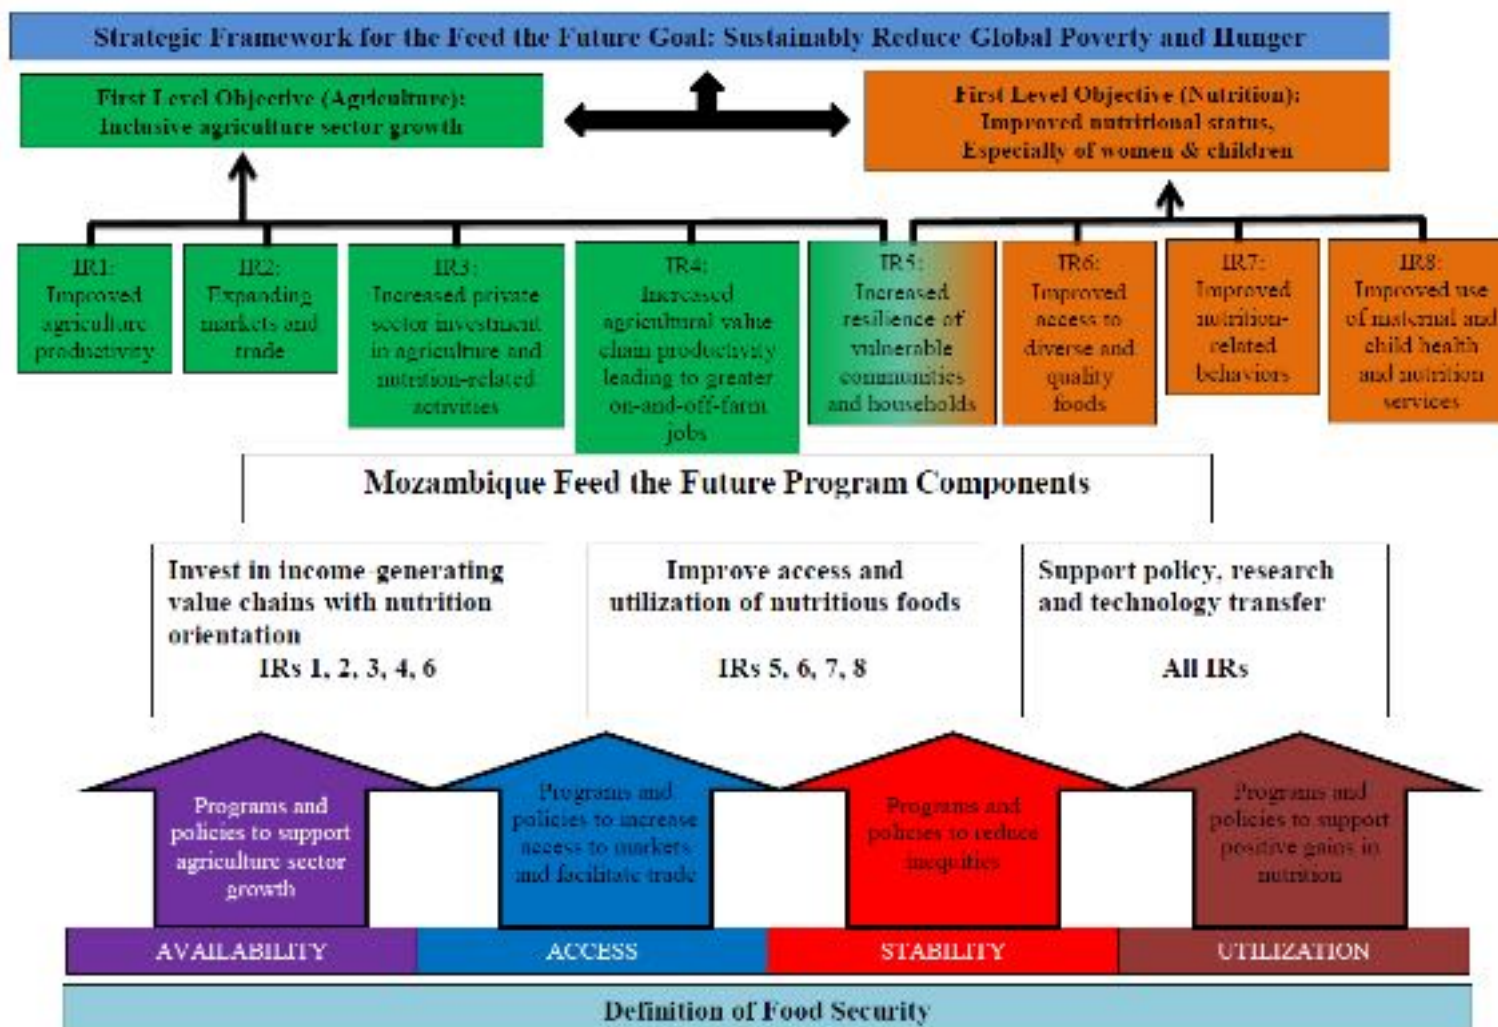 Strategic Framework for the Feed the Future Goal: Sustainably Reduce Global Poverty and Hunger
First Level Objective (Agriculture):
Inclusive agriculture sector growth
First Level Objective (Nutrition):
Improved nutritional status,
Especially of women & children
IR1:
Improved
agriculture
productivity
IR2:
Expanding
markets and
trade
IR3:
Increased private
sector investment
in agriculture and
nutrition-related
activities
IR4:
Increased
agricultural value
chain productivity
leading to greater
on-and-off-farm
jobs
IR5:
Increased
resilience of
vulnerable
communities
and households
IR6:
Improved
access to
diverse and
quality
foods
IR7:
Improved
nutrition-
related
behaviors
IR8:
Improved use
of maternal and
child health
and nutrition
services
Mozambique Feed the Future Program Components
Invest in income-generating
value chains with nutrition
orientation
IRs 1, 2, 3, 4, 6
Improve access and
utilization of nutritious foods
IRs 5, 6, 7, 8
Support policy, research
and technology transfer
All IRs
Programs and
policies to support
agriculture sector
growth
Programs and
policies to increase
access to markets
and facilitate trade
Programs and
policies to reduce
inequities
Programs and
policies to support
positive gains in
nutrition
AVAILABILITY
ACCESS
STABILITY
UTILIZATION
Definition of Food Security